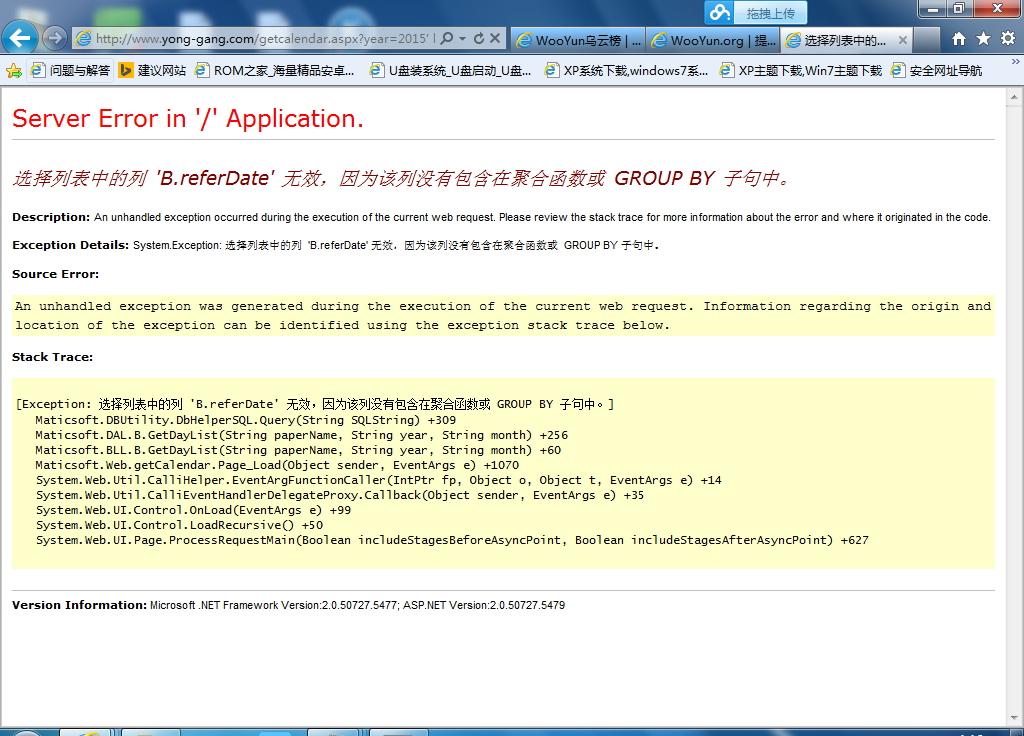 拖拽上传
http://www.yong-gang.com/getcalendar.aspx?year=2015'
WooYun乌云榜 | ...
WooYun.org | 提...
选择列表中的...
问题与解答
建议网站
ROM之家_海量精品安卓...
U盘装系统_U盘启动_U盘...
XP系统下载,windows7系...
XP主题下载,Win7主题下载
安全网址导航
Server Error in '/' Application.
选择列表中的列 'B.referDate' 无效，因为该列没有包含在聚合函数或 GROUP BY 子句中。
Description: An unhandled exception occurred during the execution of the current web request. Please review the stack trace for more information about the error and where it originated in the code.
Exception Details: System.Exception: 选择列表中的列 'B.referDate' 无效，因为该列没有包含在聚合函数或 GROUP BY 子句中。
Source Error:
An unhandled exception was generated during the execution of the current web request. Information regarding the origin and
location of the exception can be identified using the exception stack trace below.
Stack Trace:
[Exception: 选择列表中的列 'B.referDate' 无效，因为该列没有包含在聚合函数或 GROUP BY 子句中。]
Maticsoft.DBUtility.DbHelperSQL.Query(String SQLString) +309
Maticsoft.DAL.B.GetDayList(String paperName, String year, String month) +256
Maticsoft.BLL.B.GetDayList(String paperName, String year, String month) +60
Maticsoft.Web.getCalendar.Page_Load(Object sender, EventArgs e) +1070
System.Web.Util.CalliHelper.EventArgFunctionCaller(IntPtr fp, Object o, Object t, EventArgs e) +14
System.Web.Util.CalliEventHandlerDelegateProxy.Callback(Object sender, EventArgs e) +35
System.Web.UI.Control.OnLoad(EventArgs e) +99
System.Web.UI.Control.LoadRecursive() +50
System.Web.UI.Page.ProcessRequestMain(Boolean includeStagesBeforeAsyncPoint, Boolean includeStagesAfterAsyncPoint) +627
Version Information: Microsoft .NET Framework Version:2.0.50727.5477; ASP.NET Version:2.0.50727.5479